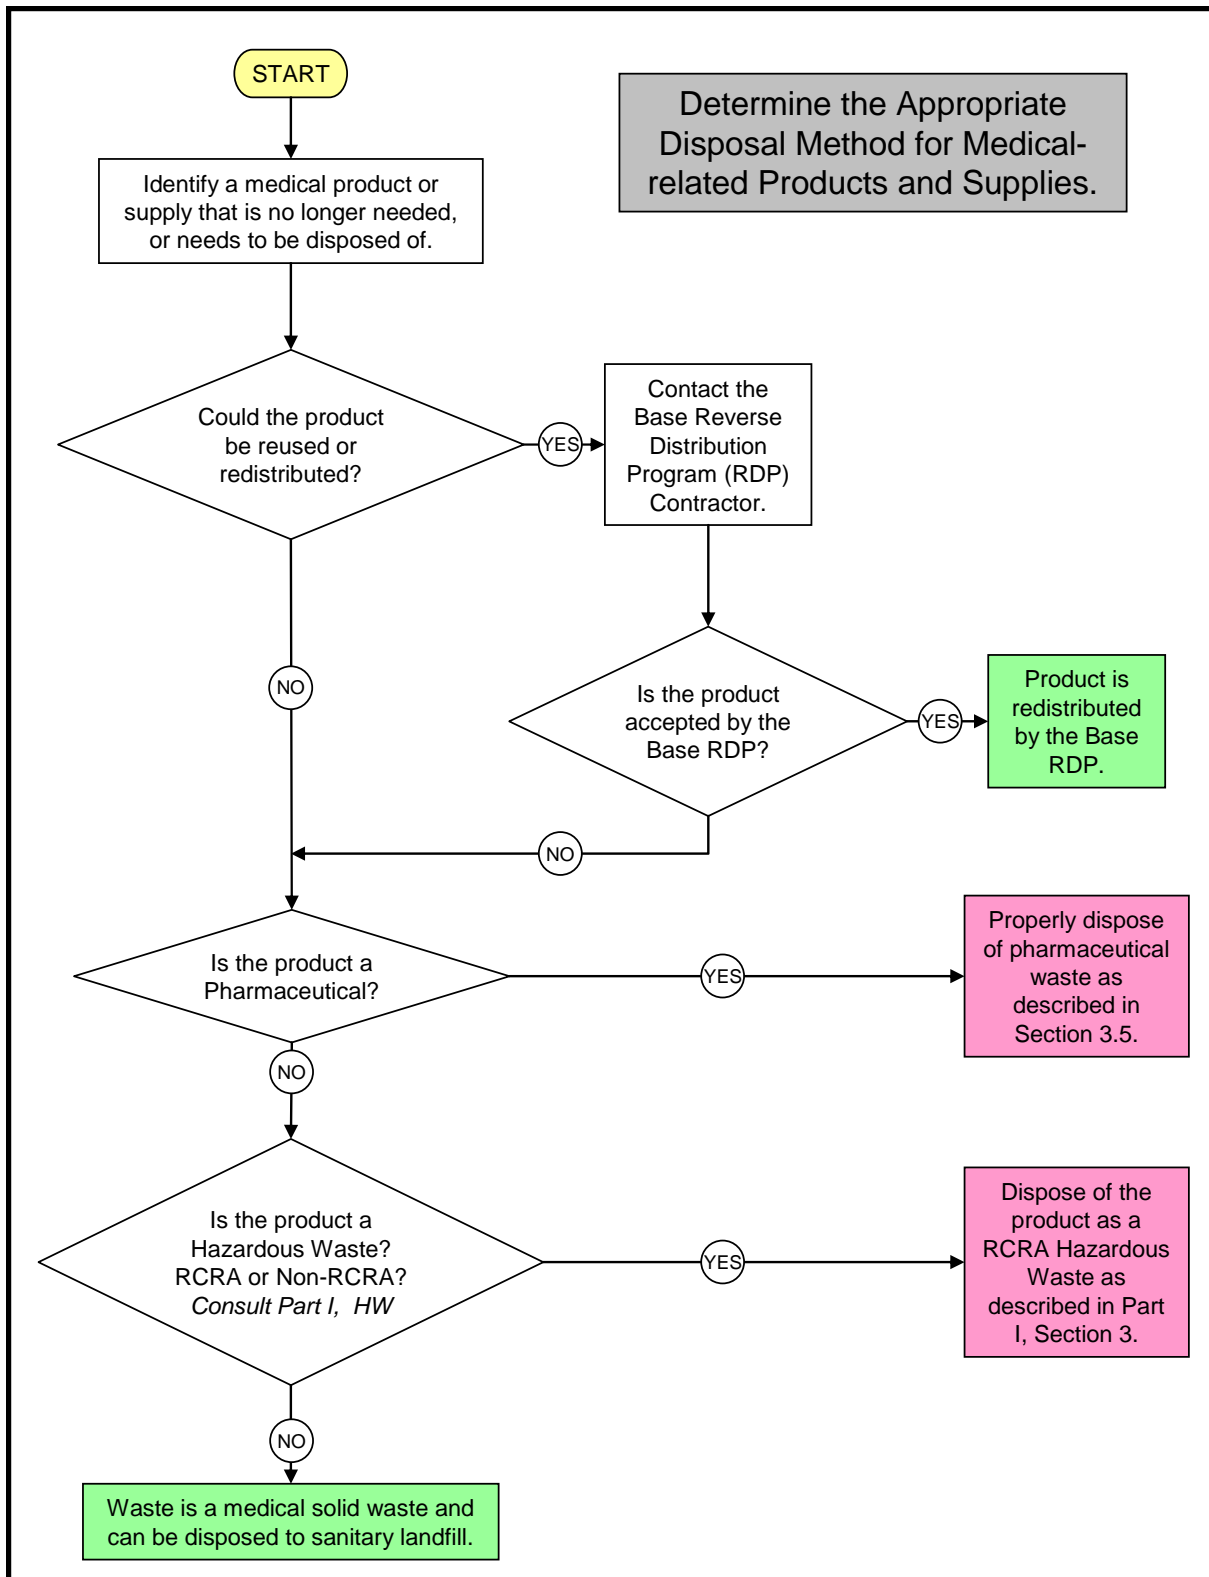 START
Determine the Appropriate
Disposal Method for Medical-
related Products and Supplies.
Identify a medical product or
supply that is no longer needed,
or needs to be disposed of.
Could the product
be reused or
redistributed?
YES
Contact the
Base Reverse
Distribution
Program (RDP)
Contractor.
NO
Is the product
accepted by the
Base RDP?
YES
Product is
redistributed
by the Base
RDP.
NO
Is the product a
Pharmaceutical?
YES
Properly dispose
of pharmaceutical
waste as
described in
Section 3.5.
NO
Is the product a
Hazardous Waste?
RCRA or Non-RCRA?
Consult Part I, HW
YES
Dispose of the
product as a
RCRA Hazardous
Waste as
described in Part
I, Section 3.
NO
Waste is a medical solid waste and
can be disposed to sanitary landfill.